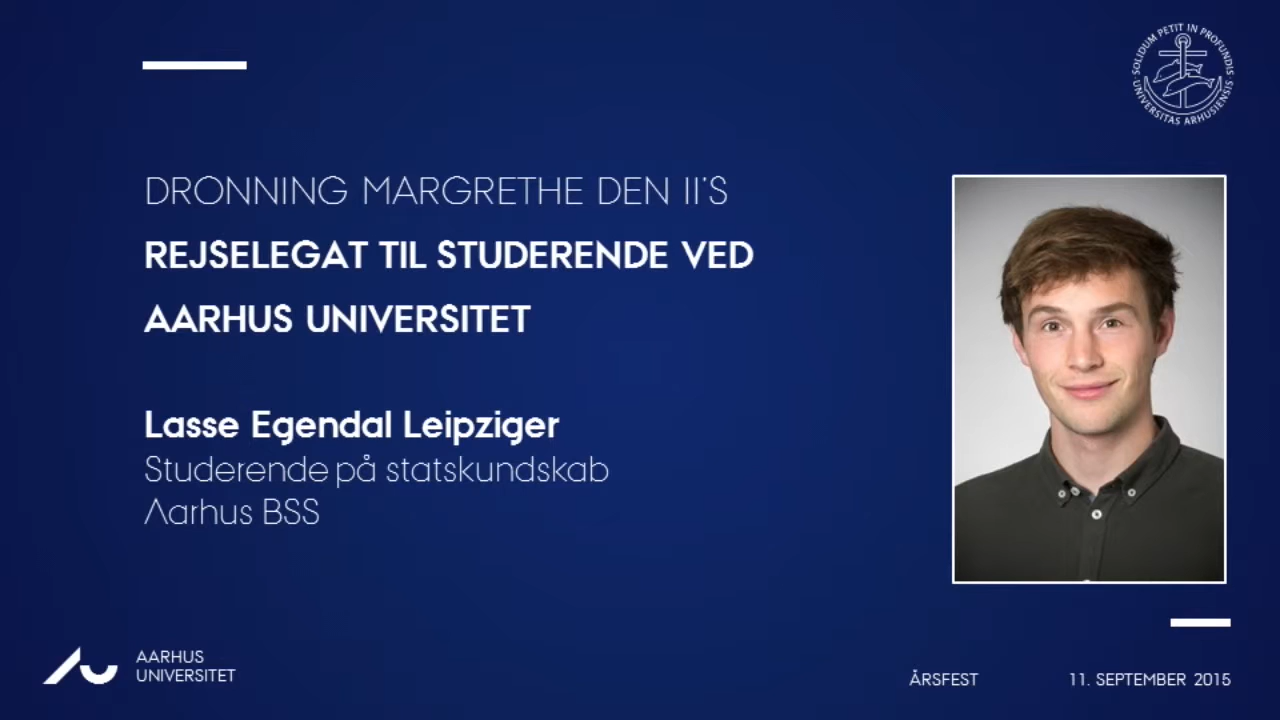 SOLIDUM PETIT IN PROFUNDIS
UNIVERSITAS ARHUSIENSIS
DRONNING MARGRETHE DEN II'S
REJSELEGAT TIL STUDERENDE VED
AARHUS UNIVERSITET
Lasse Egendal Leipziger
Studerende på statskundskab
Aarhus BSS
AARHUS
UNIVERSITET
ÅRSFEST
11. SEPTEMBER 2015